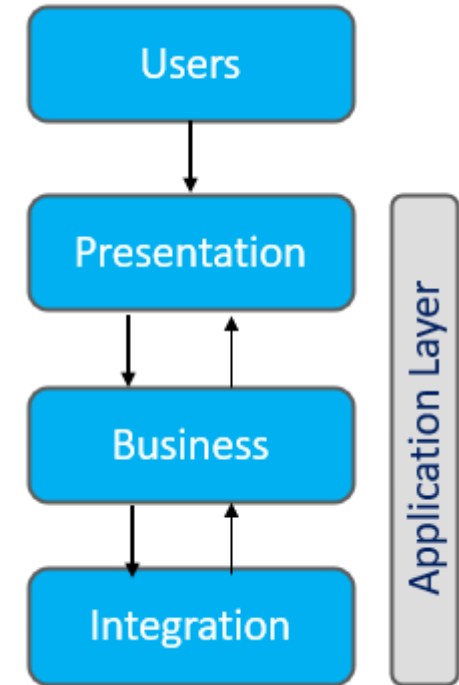 Users
Presentation
Business
Integration
Application Layer